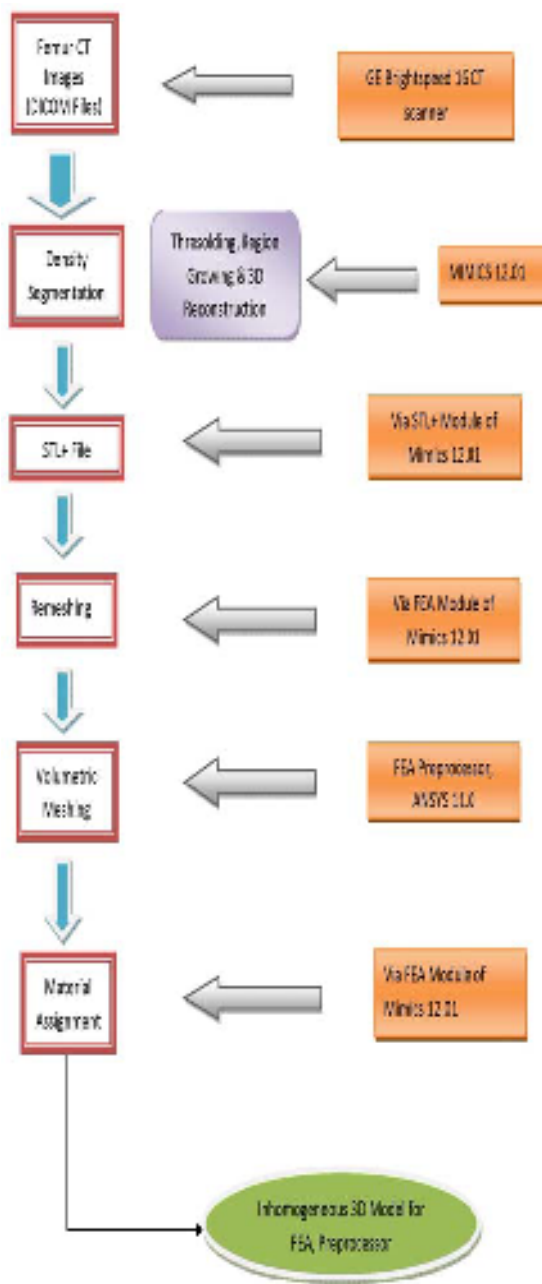 Femur CT
Images
(DICOM Files)
GE Brightspeed 16 CT
scanner
Density
Segmentation
Thresolding, Region
Growing & 3D
Reconstruction
MIMICS 12.01
STL+ File
Via STL+ Module of
Mimics 12.01
Remeshing
Via FEA Module of
Mimics 12.01
Volumetric
Meshing
FEA Preprocessor,
ANSYS 11.0
Material
Assignment
Via FEA Module of
Mimics 12.01
Inhomogeneous 3D Model for
FEA, Preprocessor